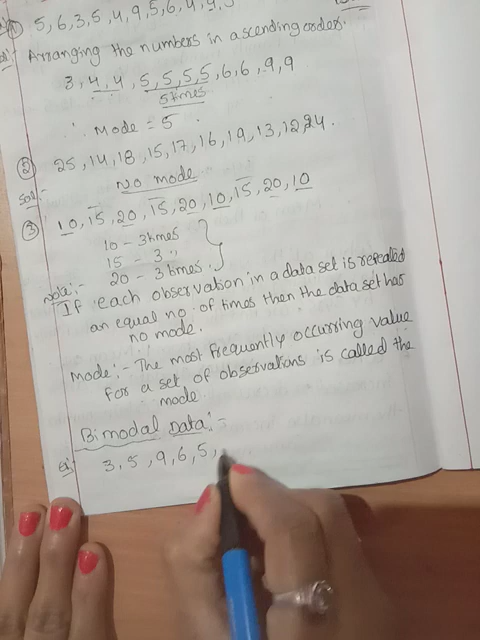 ① 5, 6, 3, 5, 4, 9, 5, 6, 4, 9, 5
Arranging the numbers in ascending order.
3, 4, 4, 5, 5, 5, 5, 6, 6, 9, 9
5 times
∴ Mode = 5
② 25, 14, 18, 15, 17, 16, 19, 13, 12, 24.
Sol:- No mode
③ 10, 15, 20, 15, 20, 10, 15, 20, 10
10 - 3 times
15 - 3 "
20 - 3 times.
Note:-
If each observation in a data set is repeated
an equal no. of times then the data set has
no mode.
Mode:- The most frequently occurring value
for a set of observations is called the
mode
Bimodal Data:-
Ex: 3, 5, 9, 6, 5,